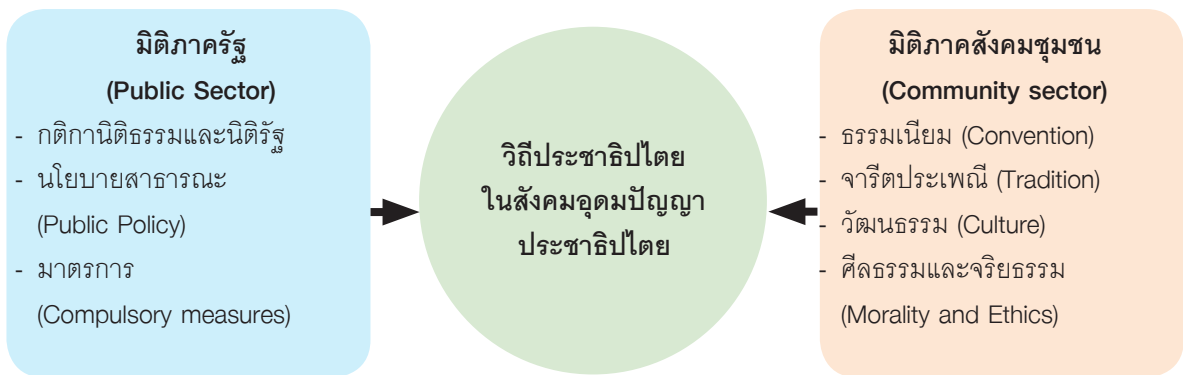 มิติภาครัฐ
(Public Sector)
- กติกานิติธรรมและนิติรัฐ
- นโยบายสาธารณะ
(Public Policy)
- มาตรการ
(Compulsory measures)
วิถีประชาธิปไตย
ในสังคมอุดมปัญญา
ประชาธิปไตย
มิติภาคสังคมชุมชน
(Community sector)
- ธรรมเนียม (Convention)
- จารีตประเพณี (Tradition)
- วัฒนธรรม (Culture)
- ศีลธรรมและจริยธรรม
(Morality and Ethics)